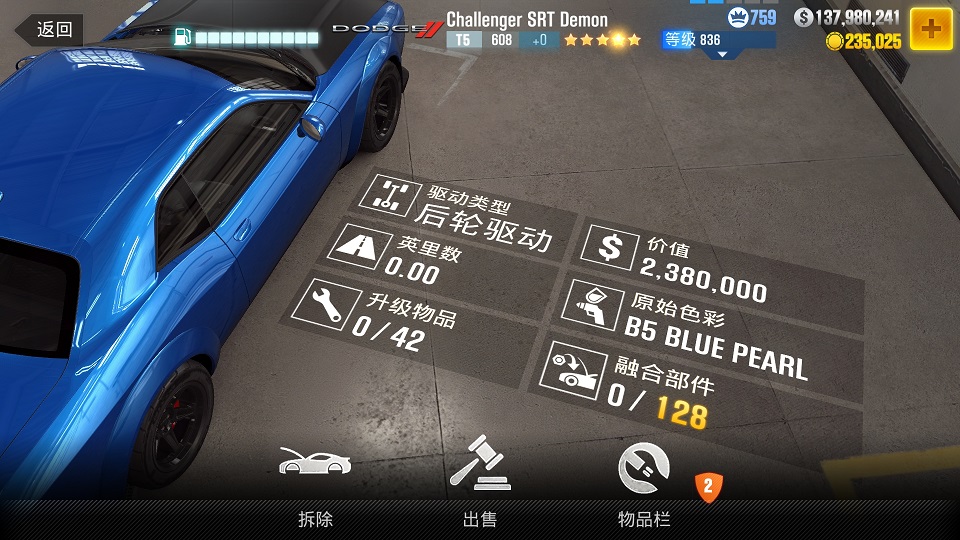 返回
DODGE
Challenger SRT Demon
T5 608 +0
等级 836
759
137,980,241
235,025
驱动类型
后轮驱动
英里数
0.00
升级物品
0/42
价值
2,380,000
原始色彩
B5 BLUE PEARL
融合部件
0/128
2
拆除
出售
物品栏